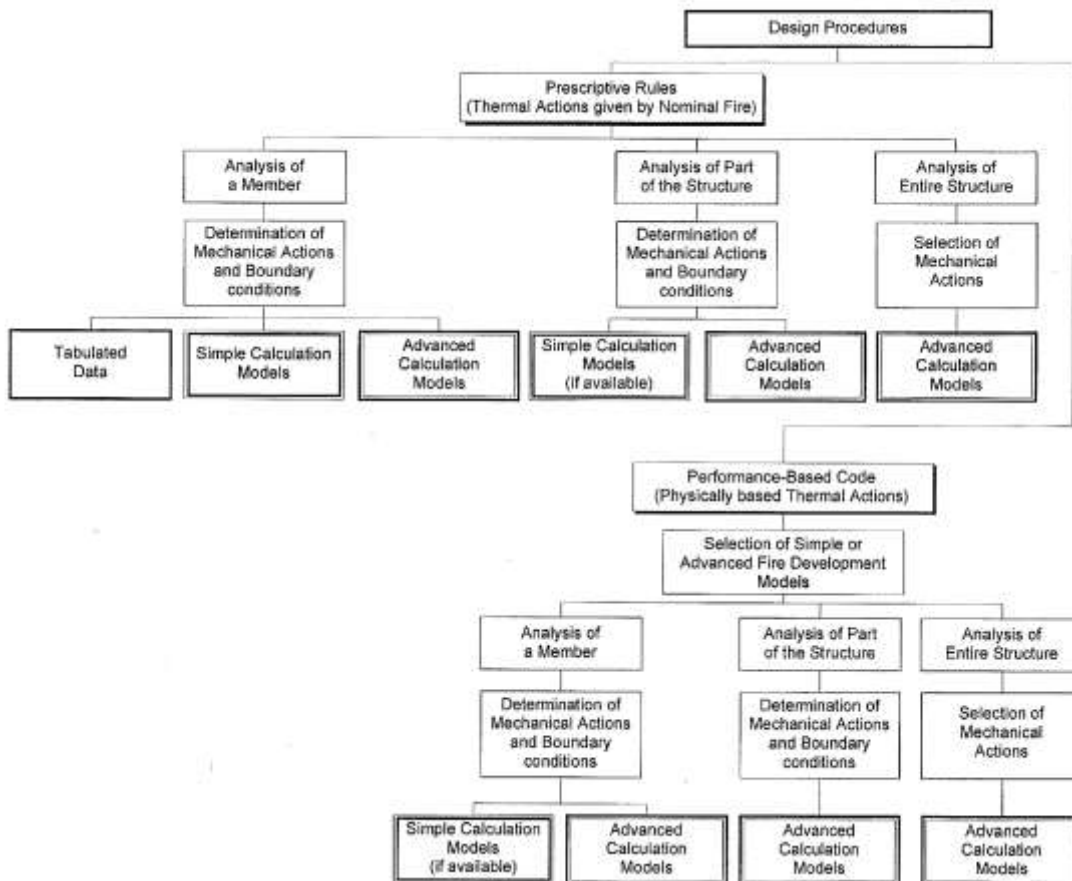 Design Procedures
Prescriptive Rules
(Thermal Actions given by Nominal Fire)
Analysis of
a Member
Analysis of Part
of the Structure
Analysis of
Entire Structure
Determination of
Mechanical Actions
and Boundary
conditions
Determination of
Mechanical Actions
and Boundary
conditions
Selection of
Mechanical
Actions
Tabulated
Data
Simple Calculation
Models
Advanced
Calculation
Models
Simple Calculation
Models
(if available)
Advanced
Calculation
Models
Advanced
Calculation
Models
Performance-Based Code
(Physically based Thermal Actions)
Selection of Simple or
Advanced Fire Development
Models
Analysis of
a Member
Analysis of Part
of the Structure
Analysis of
Entire Structure
Determination of
Mechanical Actions
and Boundary
conditions
Determination of
Mechanical Actions
and Boundary
conditions
Selection of
Mechanical
Actions
Simple Calculation
Models
(if available)
Advanced
Calculation
Models
Advanced
Calculation
Models
Advanced
Calculation
Models